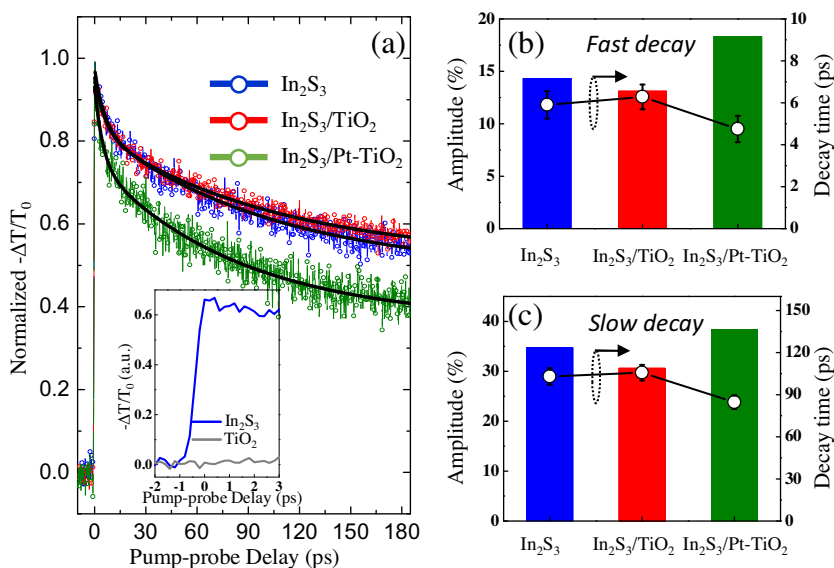 (a)
In₂S₃
In₂S₃/TiO₂
In₂S₃/Pt-TiO₂
Normalized -ΔT/T₀
1.0
0.8
0.6
0.4
0.2
0.0
0 30 60 90 120 150 185
Pump-probe Delay (ps)
-ΔT/T₀ (a.u.)
0.6
0.4
0.2
0.0
In₂S₃
TiO₂
-2 -1 0 1 2 3
Pump-probe Delay (ps)
(b)
Fast decay
Amplitude (%)
20
15
10
5
0
Decay time (ps)
10
8
6
4
2
0
In₂S₃ In₂S₃/TiO₂ In₂S₃/Pt-TiO₂
(c)
Slow decay
Amplitude (%)
40
30
20
10
0
Decay time (ps)
150
120
90
60
30
0
In₂S₃ In₂S₃/TiO₂ In₂S₃/Pt-TiO₂